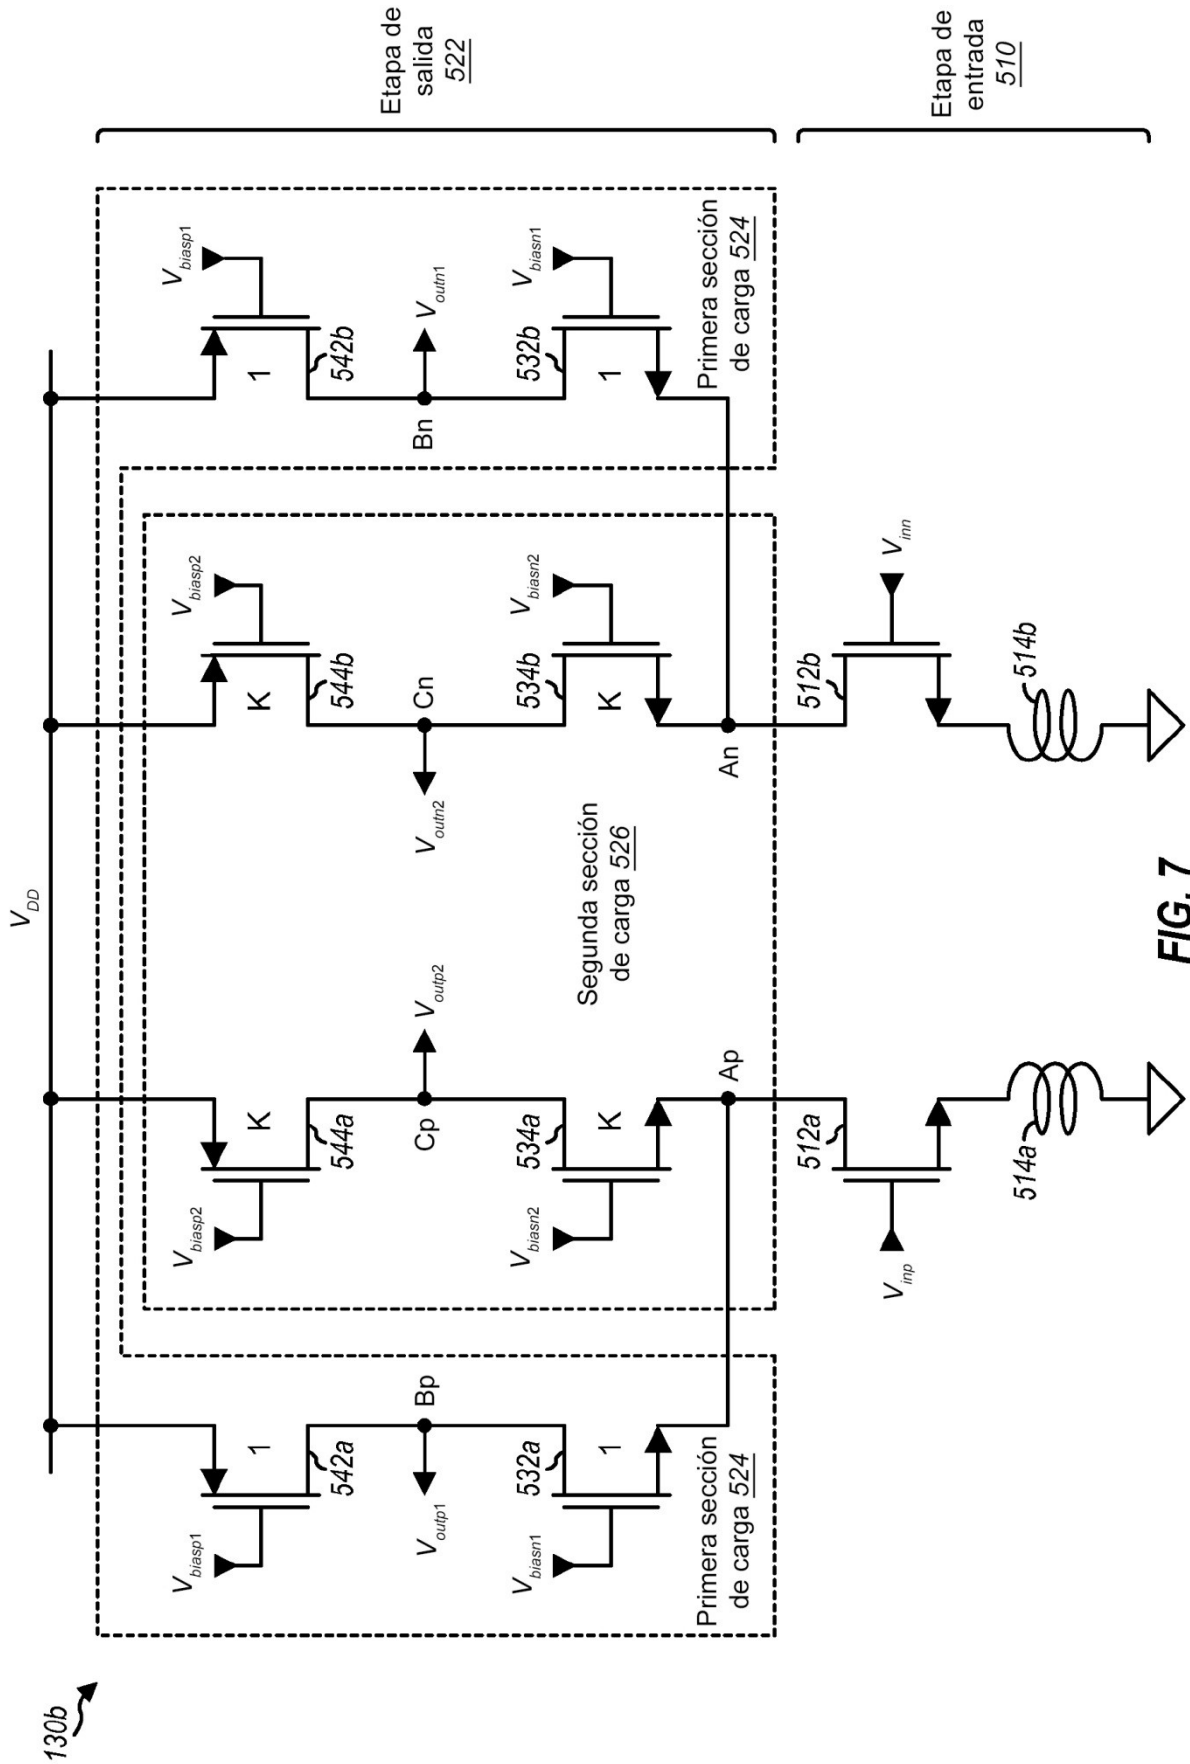 130b
V_DD
V_biasp1
1
542a
V_biasp2
K
544a
V_biasp2
K
544b
V_biasp1
1
542b
Etapa de
salida
522
V_outp1
Bp
Cp
V_outp2
V_outn2
Cn
Bn
V_outn1
V_biasn1
1
532a
V_biasn2
K
534a
V_biasn2
K
534b
V_biasn1
1
532b
Segunda sección
de carga 526
Primera sección
de carga 524
Ap
An
Primera sección
de carga 524
V_inp
512a
512b
V_inn
Etapa de
entrada
510
514a
514b
FIG. 7